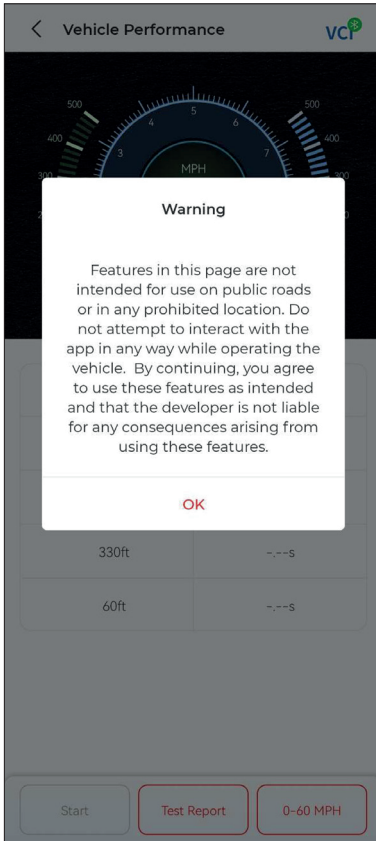 Vehicle Performance
VCI
500
500
5
4
6
400
400
3
7
MPH
300
300
Warning
Features in this page are not
intended for use on public roads
or in any prohibited location. Do
not attempt to interact with the
app in any way while operating the
vehicle. By continuing, you agree
to use these features as intended
and that the developer is not liable
for any consequences arising from
using these features.
OK
330ft -.--s
60ft -.--s
Start Test Report 0-60 MPH